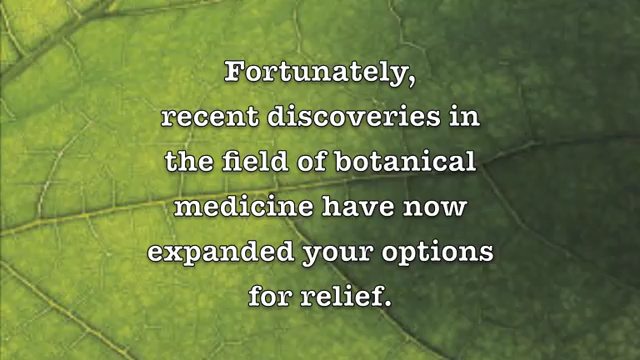 Fortunately,
recent discoveries in
the field of botanical
medicine have now
expanded your options
for relief.